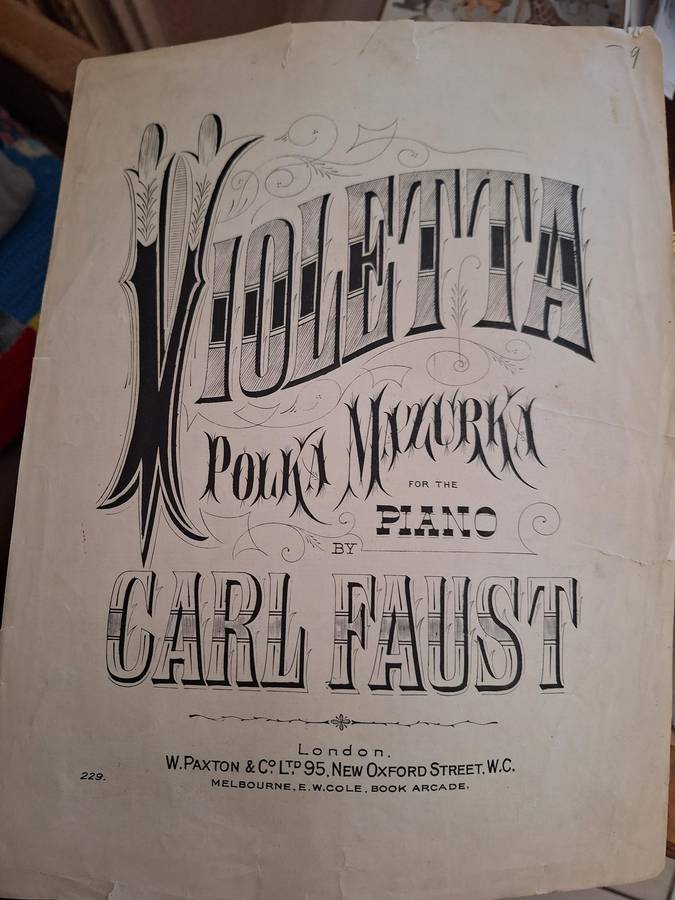 9
VIOLETTA
POLKA MAZURKA
FOR THE
PIANO
BY
CARL FAUST
London.
W. PAXTON & Co. LTD 95, NEW OXFORD STREET. W.C.
229.
MELBOURNE. E. W. COLE, BOOK ARCADE.